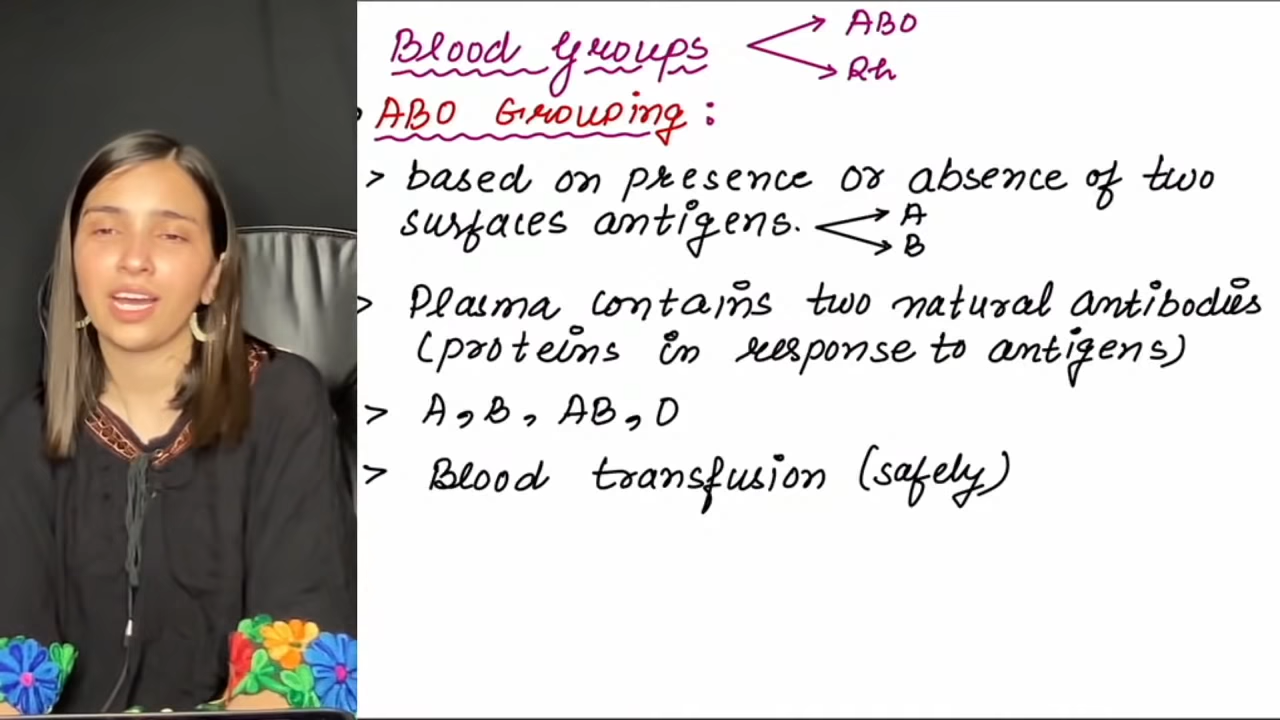 Blood Groups
ABO
Rh
ABO Grouping :
> based on presence or absence of two
surfaces antigens.
A
B
> Plasma contains two natural antibodies
(proteins in response to antigens)
> A, B, AB, O
> Blood transfusion (safely)